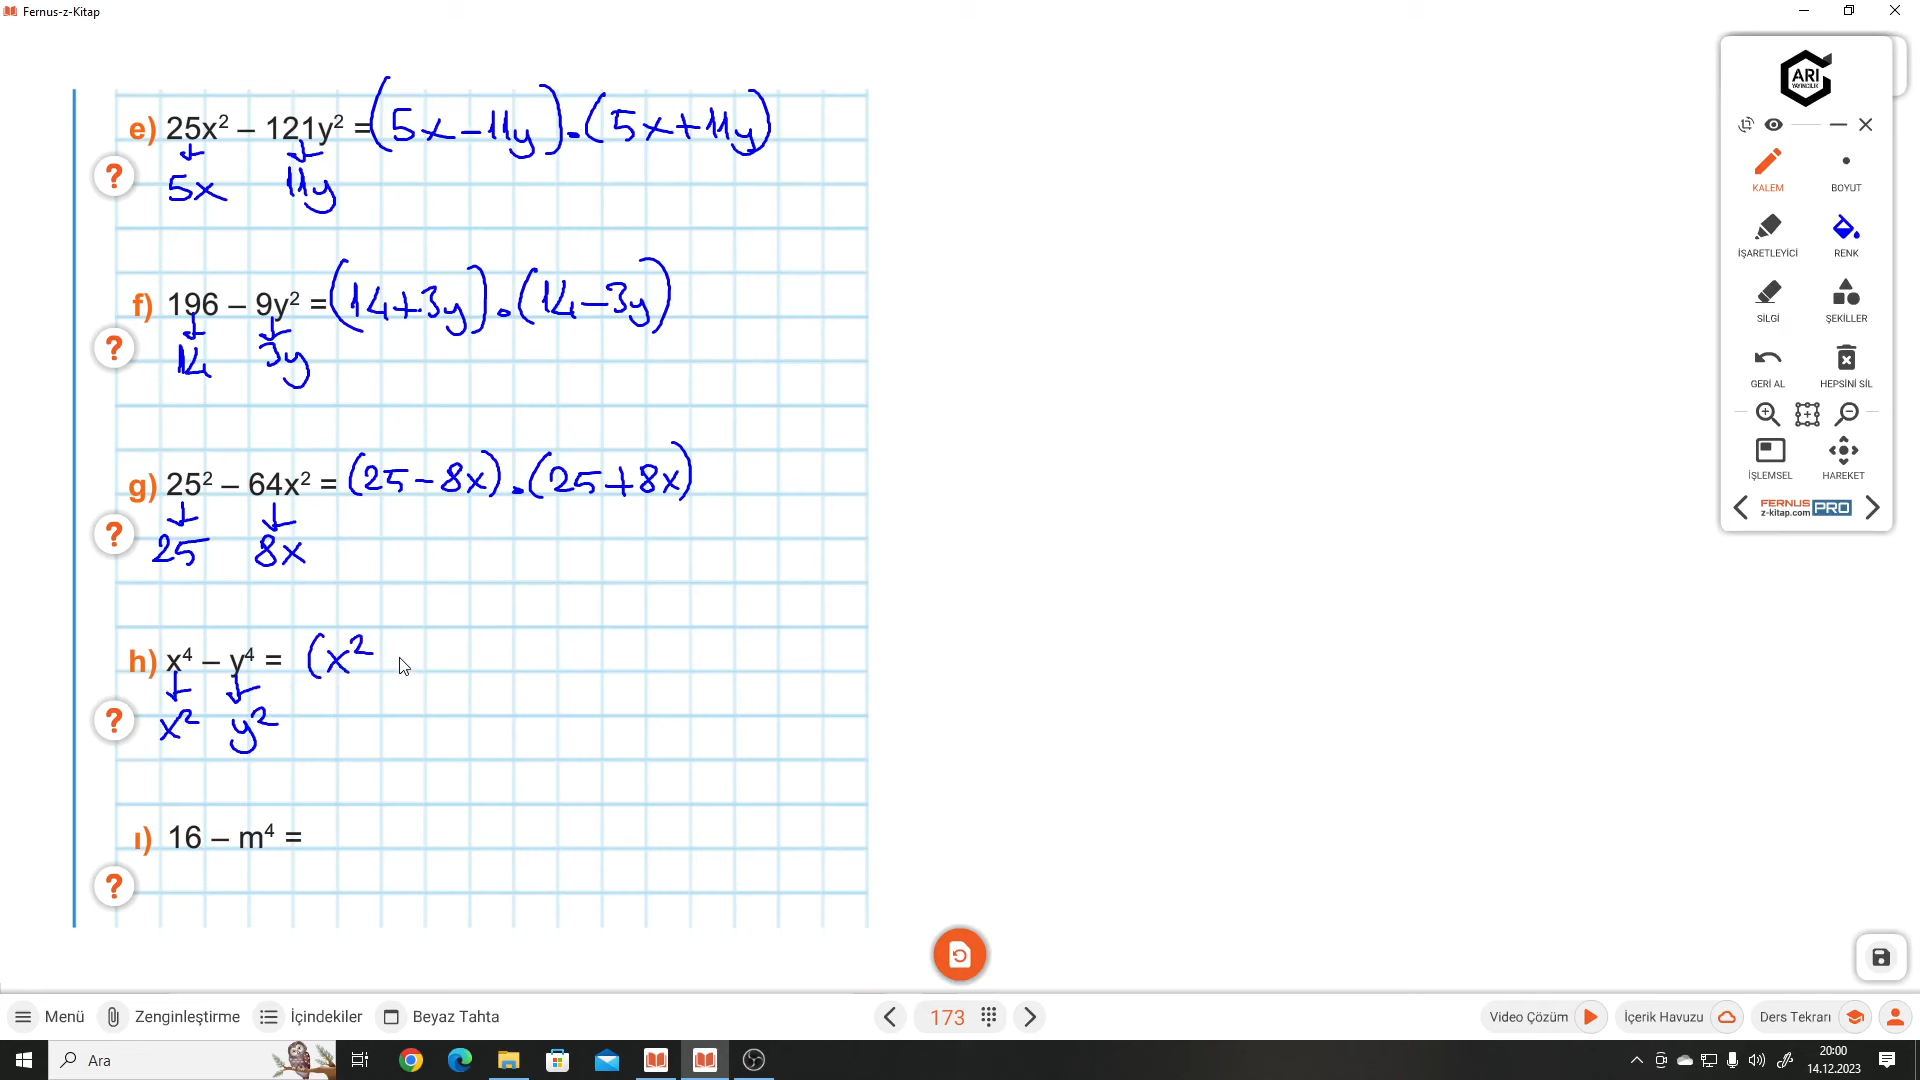 Fernus-z-Kitap
ARI
YAYINCILIK
e) 25x² – 121y² = (5x – 11y) . (5x + 11y)
5x 11y
f) 196 – 9y² = (14 + 3y) . (14 – 3y)
14 3y
g) 25² – 64x² = (25 – 8x) . (25 + 8x)
25 8x
h) x⁴ – y⁴ = (x²
x² y²
ı) 16 – m⁴ =
?
?
?
?
?
KALEM
BOYUT
İŞARETLEYİCİ
RENK
SİLGİ
ŞEKİLLER
GERİ AL
HEPSİNİ SİL
İŞLEMSEL
HAREKET
FERNUS
z-kitap.com
PRO
Menü
Zenginleştirme
İçindekiler
Beyaz Tahta
173
Video Çözüm
İçerik Havuzu
Ders Tekrarı
Ara
20:00
14.12.2023